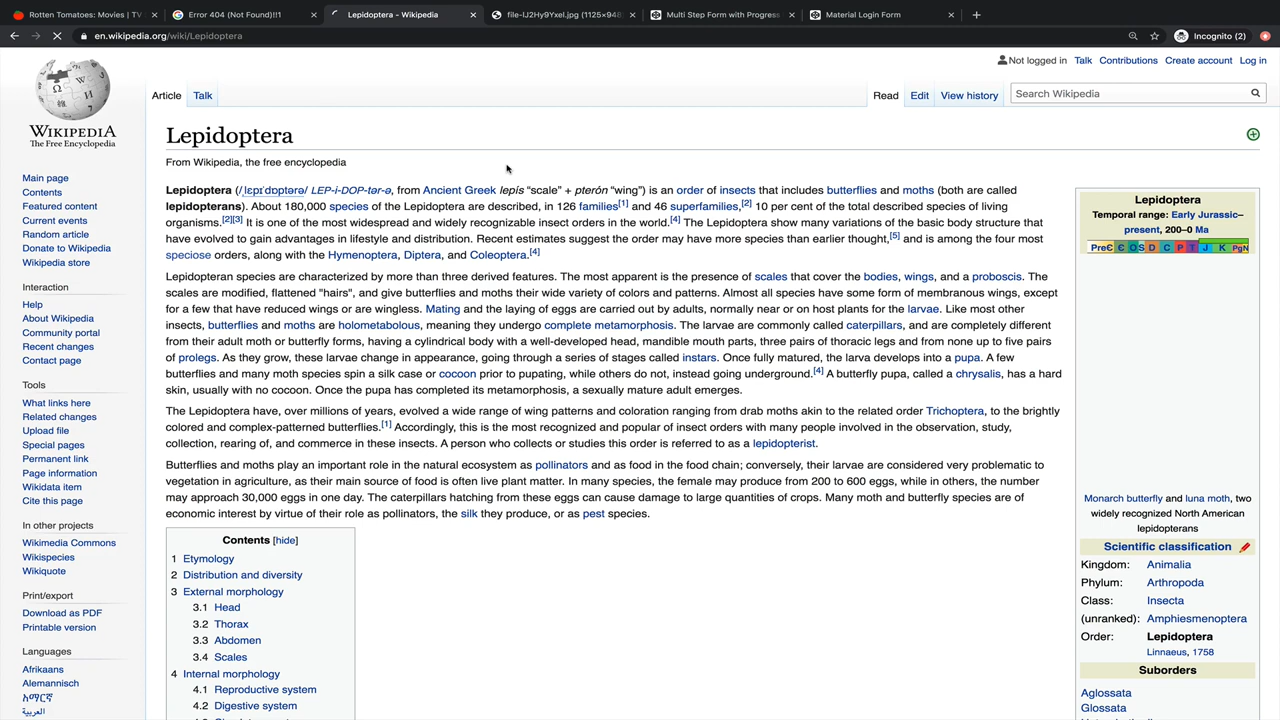 Rotten Tomatoes: Movies | TV
Error 404 (Not Found)!!1
Lepidoptera - Wikipedia
file-IJ2Hy9Yxel.jpg (1125×948
Multi Step Form with Progress
Material Login Form
en.wikipedia.org/wiki/Lepidoptera
Incognito (2)
Not logged in Talk Contributions Create account Log in
Article Talk
Read Edit View history
Search Wikipedia
WIKIPEDIA
The Free Encyclopedia
Main page
Contents
Featured content
Current events
Random article
Donate to Wikipedia
Wikipedia store
Interaction
Help
About Wikipedia
Community portal
Recent changes
Contact page
Tools
What links here
Related changes
Upload file
Special pages
Permanent link
Page information
Wikidata item
Cite this page
In other projects
Wikimedia Commons
Wikispecies
Wikiquote
Print/export
Download as PDF
Printable version
Languages
Afrikaans
Alemannisch
አማርኛ
العربية
Lepidoptera
From Wikipedia, the free encyclopedia
Lepidoptera (/ˌlɛpɪˈdɒptərə/ LEP-i-DOP-tər-ə, from Ancient Greek lepís “scale” + pterón “wing”) is an order of insects that includes butterflies and moths (both are called
lepidopterans). About 180,000 species of the Lepidoptera are described, in 126 families[1] and 46 superfamilies,[2] 10 per cent of the total described species of living
organisms.[2][3] It is one of the most widespread and widely recognizable insect orders in the world.[4] The Lepidoptera show many variations of the basic body structure that
have evolved to gain advantages in lifestyle and distribution. Recent estimates suggest the order may have more species than earlier thought,[5] and is among the four most
speciose orders, along with the Hymenoptera, Diptera, and Coleoptera.[4]
Lepidopteran species are characterized by more than three derived features. The most apparent is the presence of scales that cover the bodies, wings, and a proboscis. The
scales are modified, flattened "hairs", and give butterflies and moths their wide variety of colors and patterns. Almost all species have some form of membranous wings, except
for a few that have reduced wings or are wingless. Mating and the laying of eggs are carried out by adults, normally near or on host plants for the larvae. Like most other
insects, butterflies and moths are holometabolous, meaning they undergo complete metamorphosis. The larvae are commonly called caterpillars, and are completely different
from their adult moth or butterfly forms, having a cylindrical body with a well-developed head, mandible mouth parts, three pairs of thoracic legs and from none up to five pairs
of prolegs. As they grow, these larvae change in appearance, going through a series of stages called instars. Once fully matured, the larva develops into a pupa. A few
butterflies and many moth species spin a silk case or cocoon prior to pupating, while others do not, instead going underground.[4] A butterfly pupa, called a chrysalis, has a hard
skin, usually with no cocoon. Once the pupa has completed its metamorphosis, a sexually mature adult emerges.
The Lepidoptera have, over millions of years, evolved a wide range of wing patterns and coloration ranging from drab moths akin to the related order Trichoptera, to the brightly
colored and complex-patterned butterflies.[1] Accordingly, this is the most recognized and popular of insect orders with many people involved in the observation, study,
collection, rearing of, and commerce in these insects. A person who collects or studies this order is referred to as a lepidopterist.
Butterflies and moths play an important role in the natural ecosystem as pollinators and as food in the food chain; conversely, their larvae are considered very problematic to
vegetation in agriculture, as their main source of food is often live plant matter. In many species, the female may produce from 200 to 600 eggs, while in others, the number
may approach 30,000 eggs in one day. The caterpillars hatching from these eggs can cause damage to large quantities of crops. Many moth and butterfly species are of
economic interest by virtue of their role as pollinators, the silk they produce, or as pest species.
Contents [hide]
1 Etymology
2 Distribution and diversity
3 External morphology
3.1 Head
3.2 Thorax
3.3 Abdomen
3.4 Scales
4 Internal morphology
4.1 Reproductive system
4.2 Digestive system
Lepidoptera
Temporal range: Early Jurassic–
present, 200–0 Ma
PreꞒ Ꞓ O S D C P T J K PgN
Monarch butterfly and luna moth, two
widely recognized North American
lepidopterans
Scientific classification
Kingdom: Animalia
Phylum: Arthropoda
Class: Insecta
(unranked): Amphiesmenoptera
Order: Lepidoptera
Linnaeus, 1758
Suborders
Aglossata
Glossata